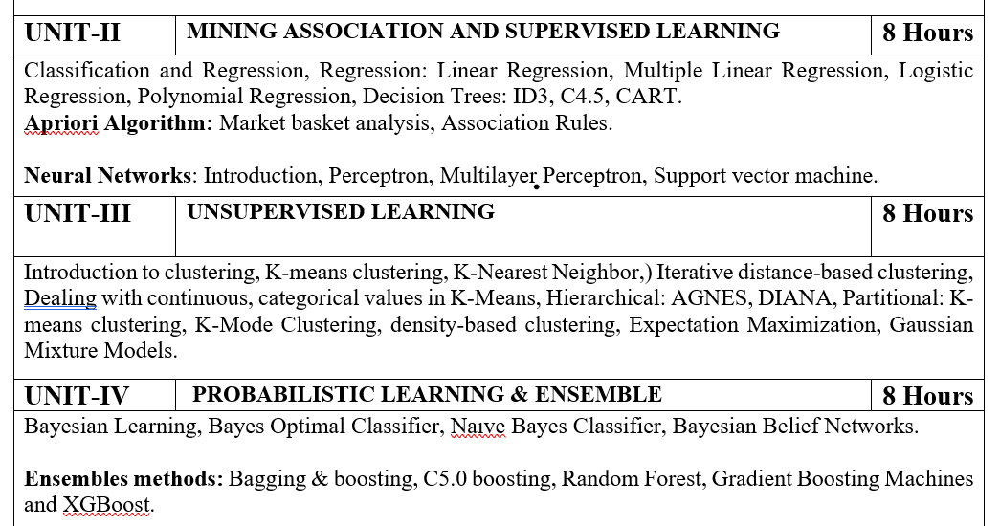 UNIT-II MINING ASSOCIATION AND SUPERVISED LEARNING 8 Hours
Classification and Regression, Regression: Linear Regression, Multiple Linear Regression, Logistic
Regression, Polynomial Regression, Decision Trees: ID3, C4.5, CART.
Apriori Algorithm: Market basket analysis, Association Rules.
Neural Networks: Introduction, Perceptron, Multilayer Perceptron, Support vector machine.
UNIT-III UNSUPERVISED LEARNING 8 Hours
Introduction to clustering, K-means clustering, K-Nearest Neighbor,) Iterative distance-based clustering,
Dealing with continuous, categorical values in K-Means, Hierarchical: AGNES, DIANA, Partitional: K-
means clustering, K-Mode Clustering, density-based clustering, Expectation Maximization, Gaussian
Mixture Models.
UNIT-IV PROBABILISTIC LEARNING & ENSEMBLE 8 Hours
Bayesian Learning, Bayes Optimal Classifier, Naıve Bayes Classifier, Bayesian Belief Networks.
Ensembles methods: Bagging & boosting, C5.0 boosting, Random Forest, Gradient Boosting Machines
and XGBoost.